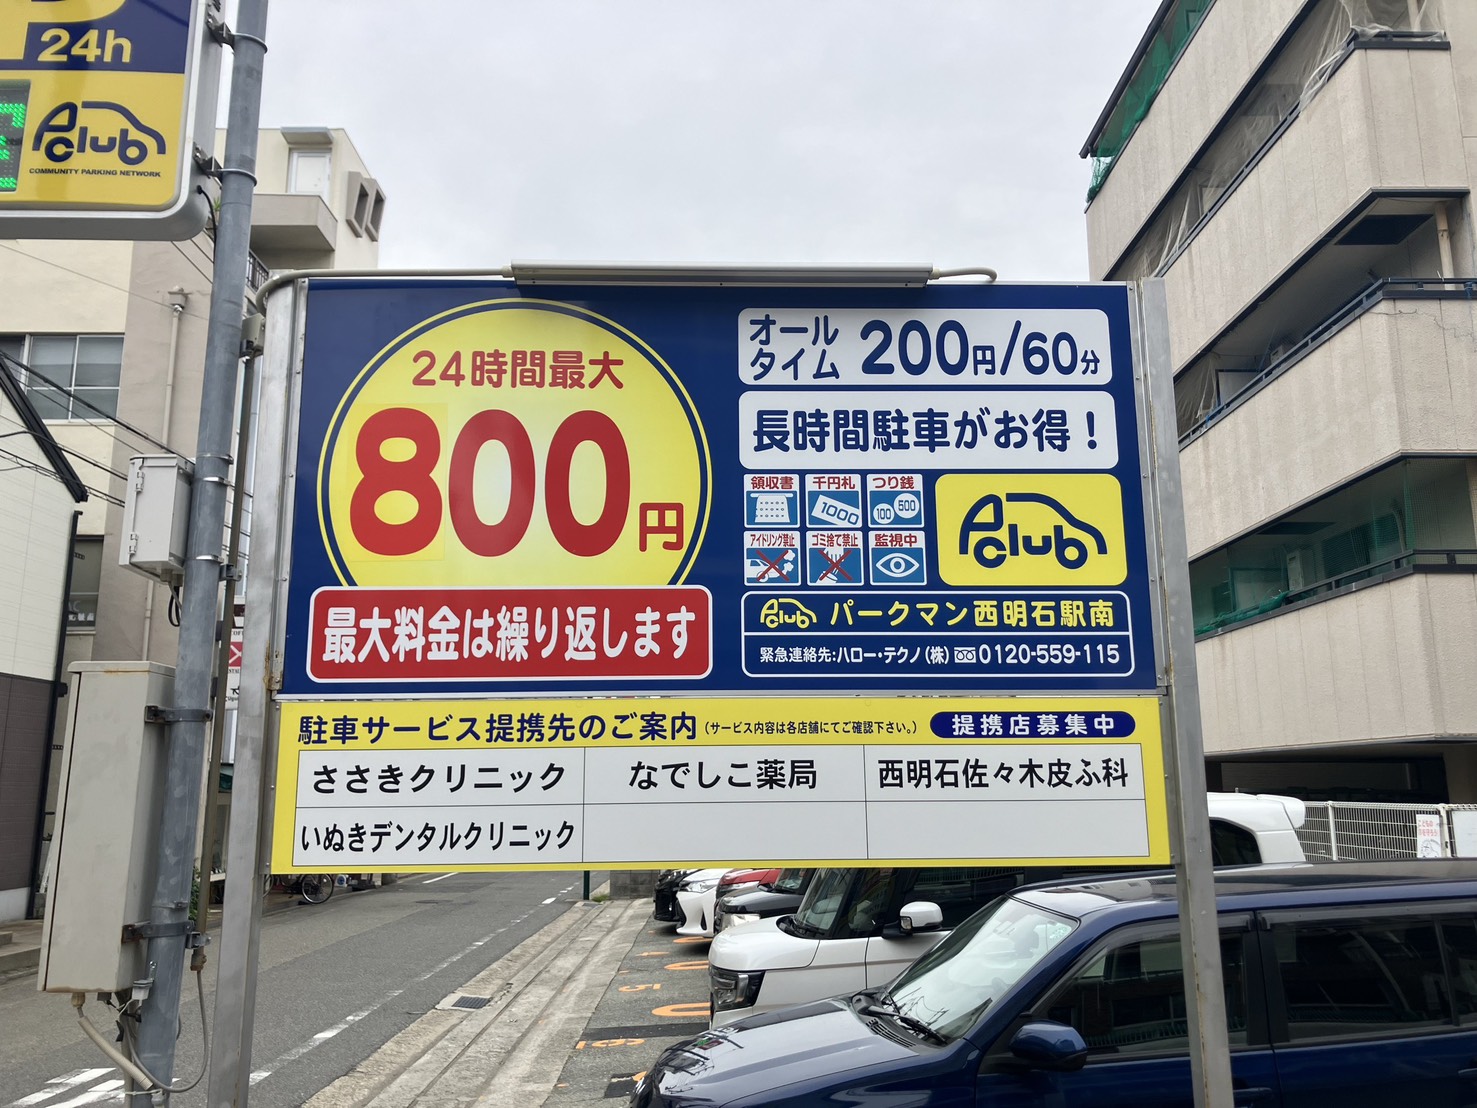 24h
Pclub
COMMUNITY PARKING NETWORK
24時間最大
800円
最大料金は繰り返します
オールタイム 200円/60分
長時間駐車がお得！
領収書 千円札 つり銭
1000 100 500
アイドリング禁止 ゴミ捨て禁止 監視中
Pclub
Pclub パークマン西明石駅南
緊急連絡先:ハロー・テクノ(株) 0120-559-115
駐車サービス提携先のご案内 (サービス内容は各店舗にてご確認下さい。) 提携店募集中
ささきクリニック なでしこ薬局 西明石佐々木皮ふ科
いぬきデンタルクリニック